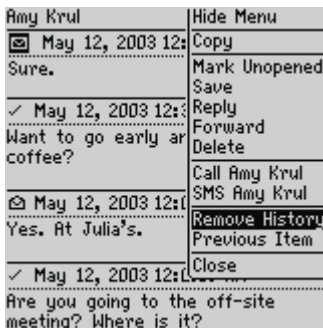 Amy Krul
May 12, 2003 12:
Sure.
May 12, 2003 12:3
Want to go early ar
coffee?
May 12, 2003 12:
Yes. At Julia's.
May 12, 2003 12:
Are you going to the off-site
meeting? Where is it?
Hide Menu
Copy
Mark Unopened
Save
Reply
Forward
Delete
Call Amy Krul
SMS Amy Krul
Remove History
Previous Item
Close